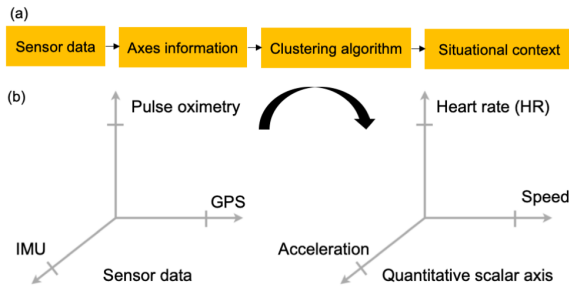 (a)
Sensor data
Axes information
Clustering algorithm
Situational context
(b)
Pulse oximetry
GPS
IMU
Sensor data
Heart rate (HR)
Speed
Acceleration
Quantitative scalar axis